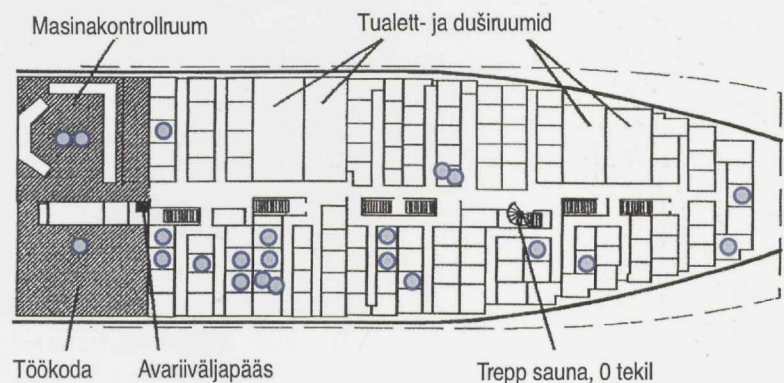 Masinakontrollruum
Tualett- ja duširuumid
Töökoda
Avariiväljapääs
Trepp sauna, 0 tekil